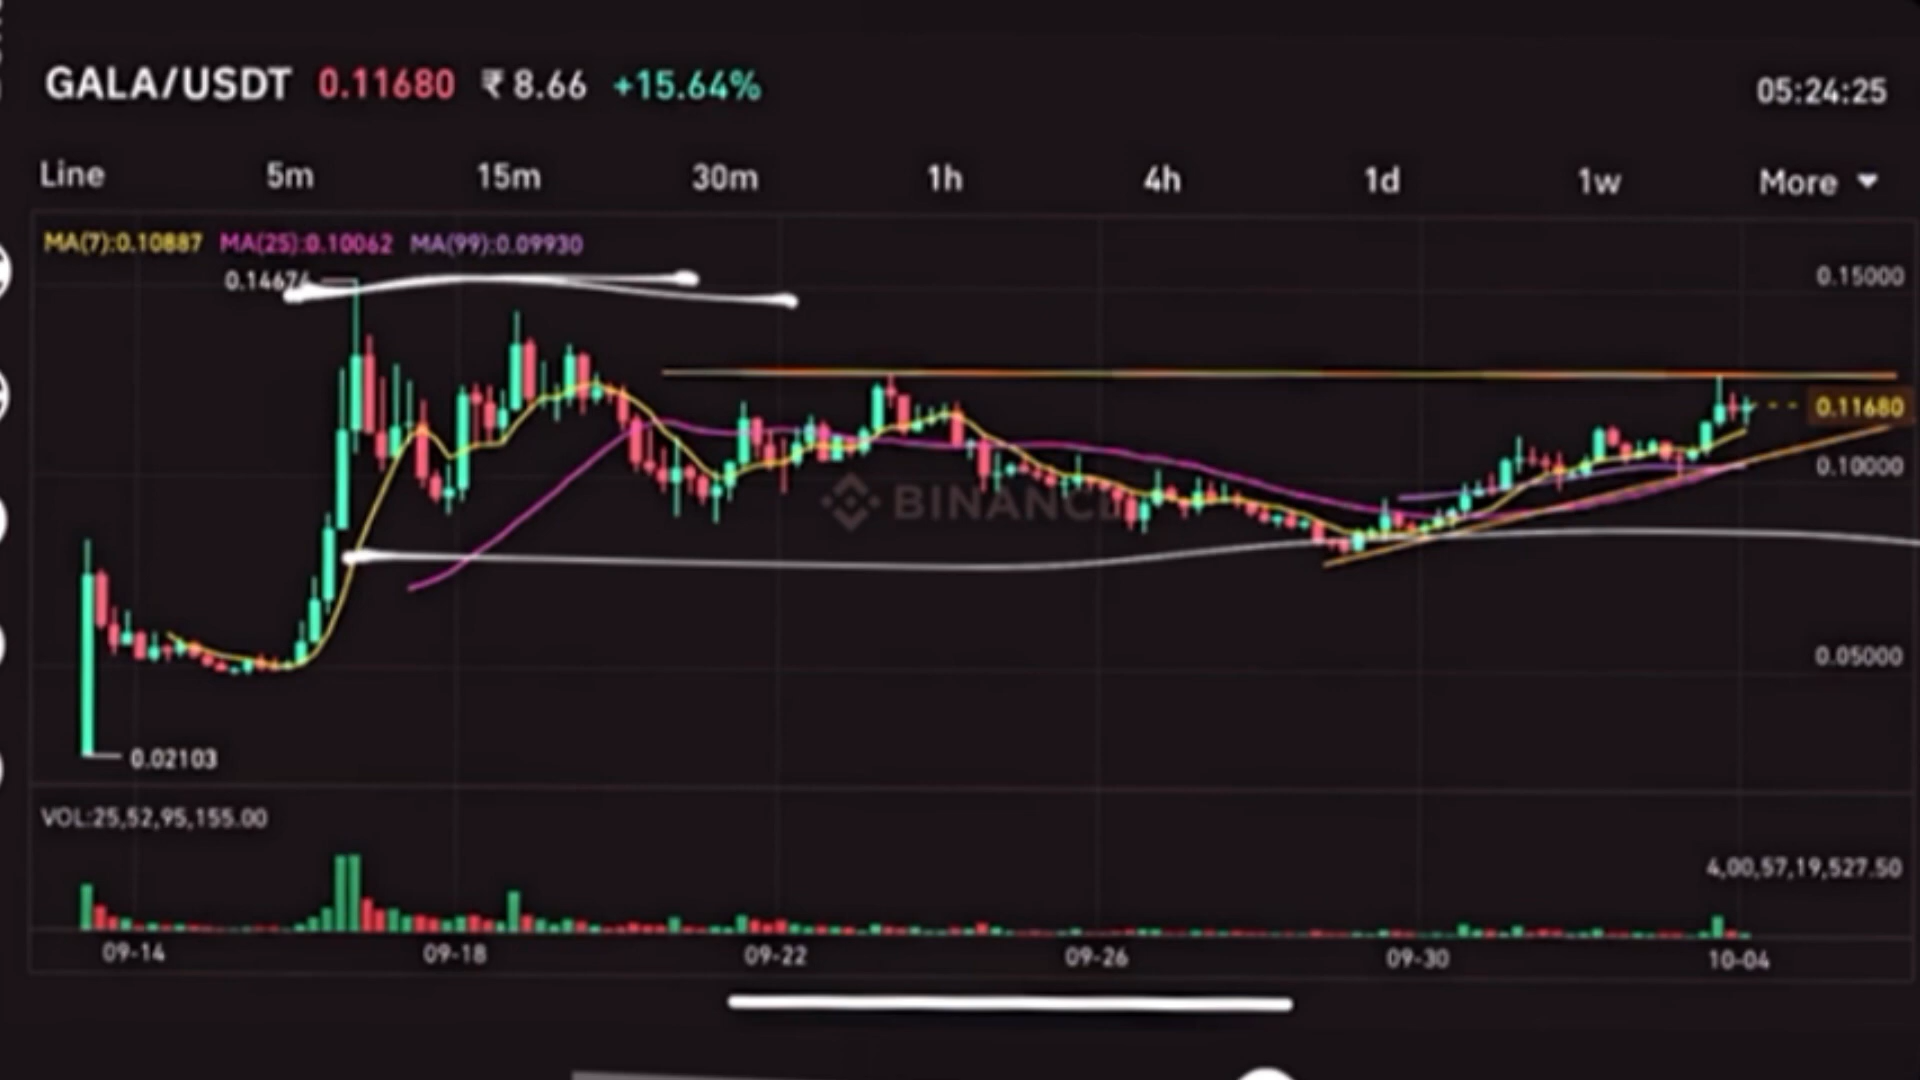 GALA/USDT 0.11680 ₹ 8.66 +15.64% 05:24:25
Line 5m 15m 30m 1h 4h 1d 1w More
MA(7):0.10887 MA(25):0.10062 MA(99):0.09930
0.14674
0.15000
0.11680
0.10000
BINANCE
0.05000
0.02103
VOL:25,52,95,155.00
4,00,57,19,527.50
09-14 09-18 09-22 09-26 09-30 10-04